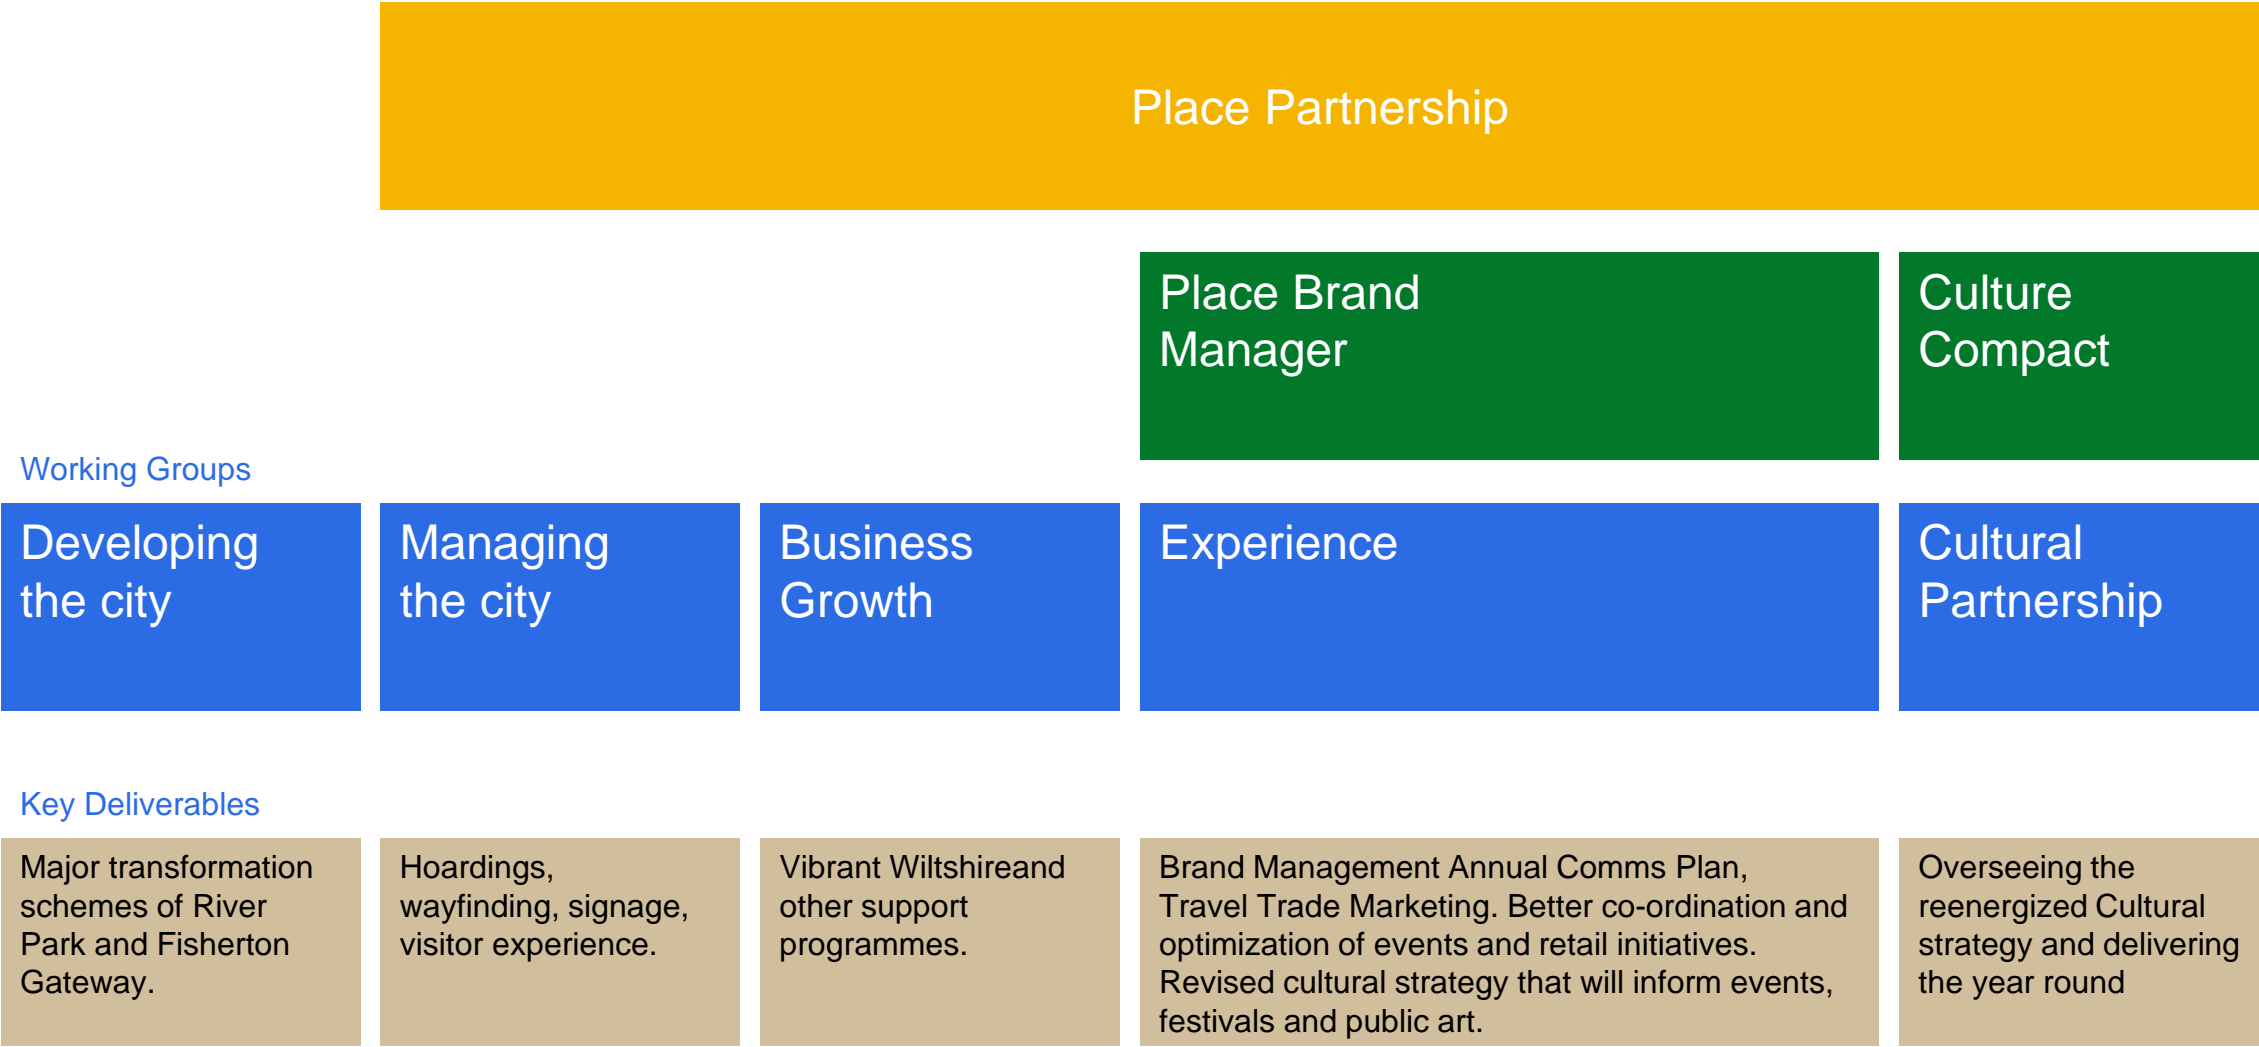 Place Partnership
Place Brand
Manager
Culture
Compact
Working Groups
Developing
the city
Managing
the city
Business
Growth
Experience
Cultural
Partnership
Key Deliverables
Major transformation
schemes of River
Park and Fisherton
Gateway.
Hoardings,
wayfinding, signage,
visitor experience.
Vibrant Wiltshireand
other support
programmes.
Brand Management Annual Comms Plan,
Travel Trade Marketing. Better co-ordination and
optimization of events and retail initiatives.
Revised cultural strategy that will inform events,
festivals and public art.
Overseeing the
reenergized Cultural
strategy and delivering
the year round